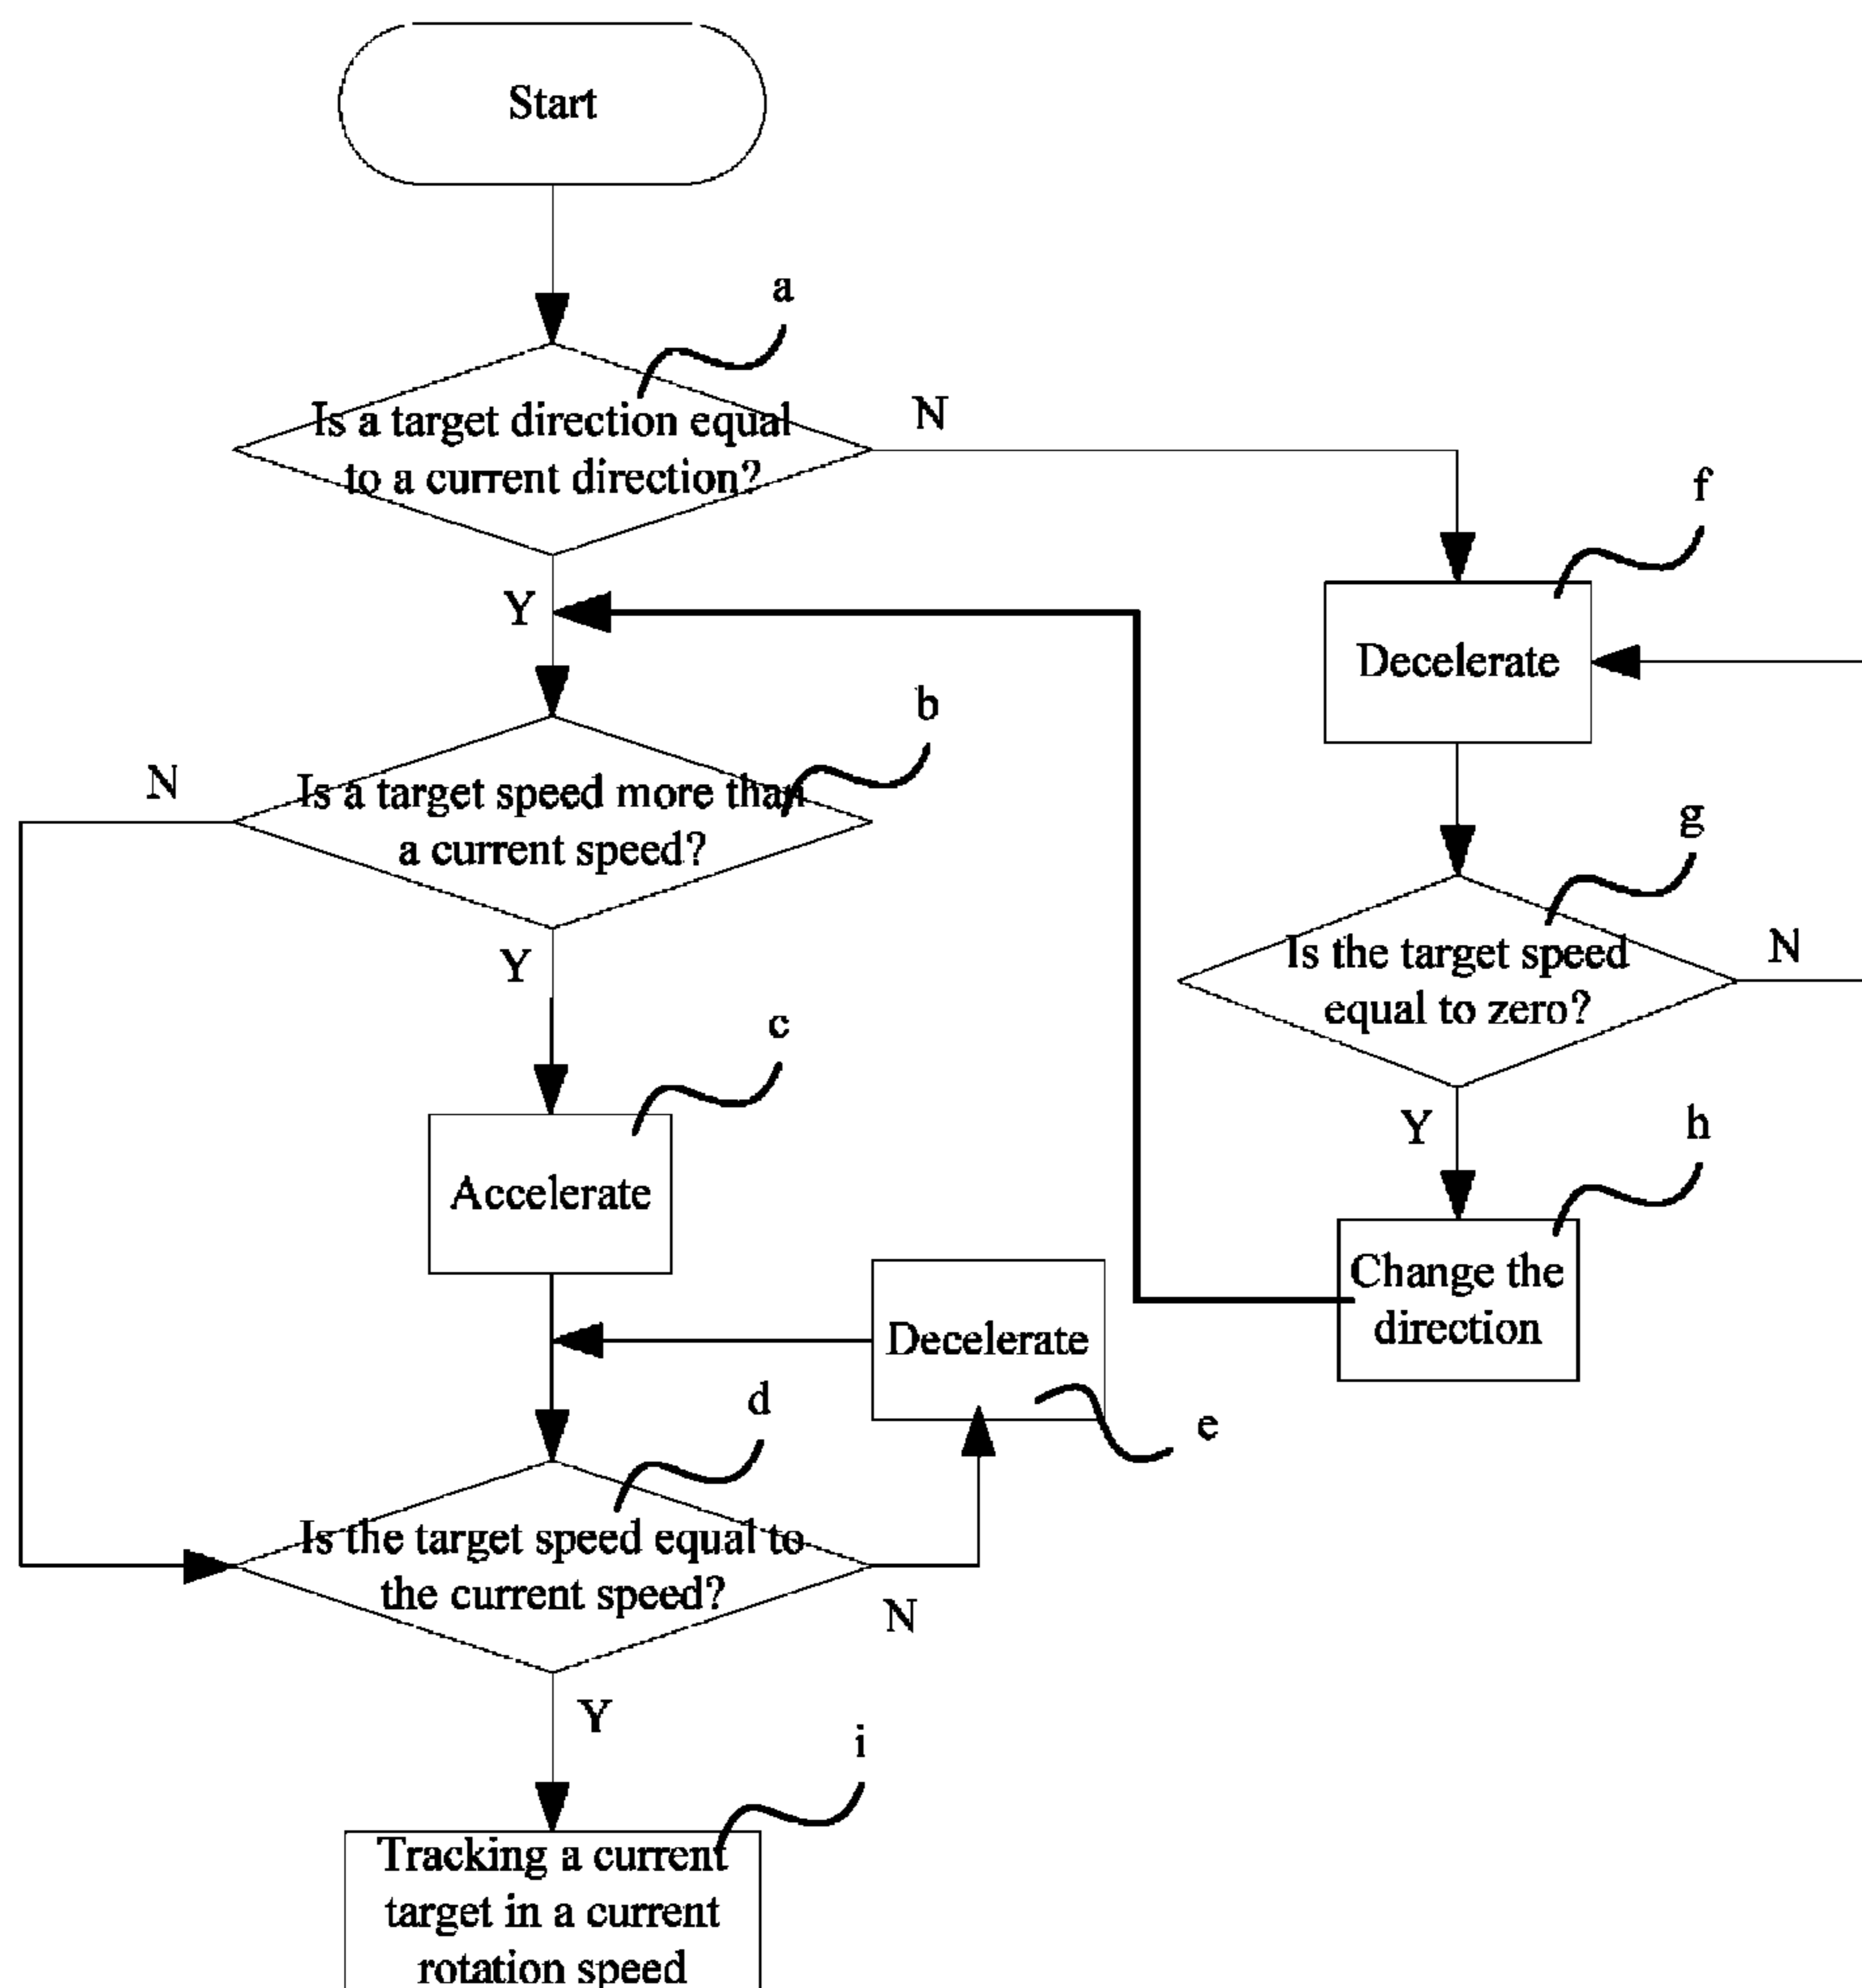 Start
a
Is a target direction equal
to a current direction?
N
f
Y
Decelerate
b
N
Is a target speed more than
a current speed?
g
Y
Is the target speed
equal to zero?
N
c
Y
h
Accelerate
Change the
direction
Decelerate
d
e
Is the target speed equal to
the current speed?
N
Y
i
Tracking a current
target in a current
rotation speed